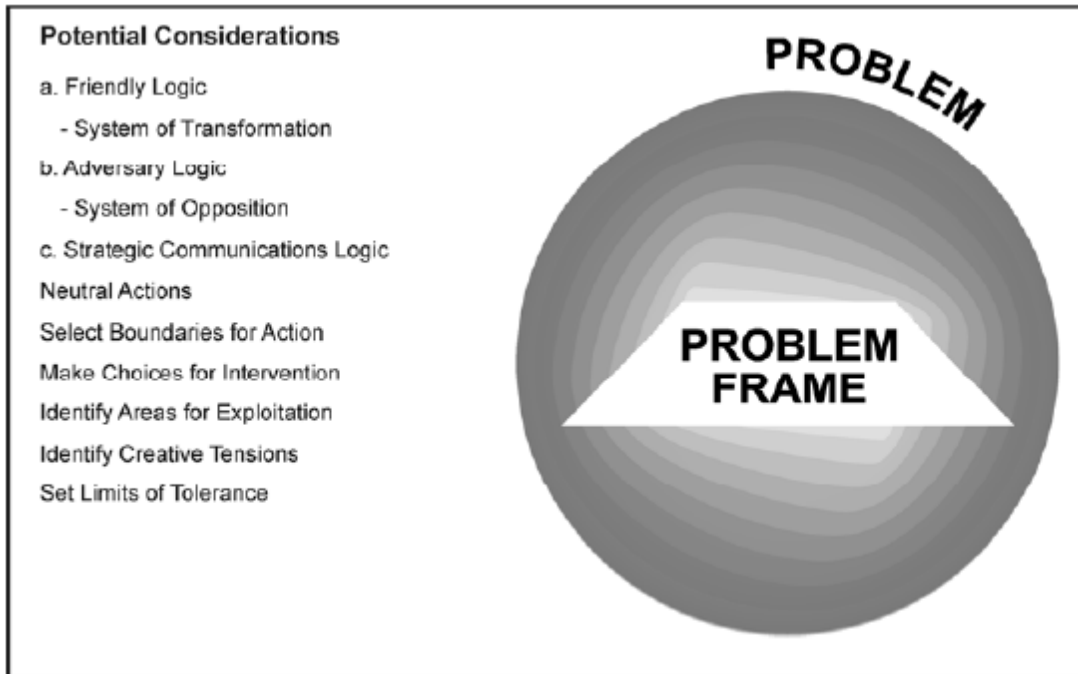 Potential Considerations
a. Friendly Logic
- System of Transformation
b. Adversary Logic
- System of Opposition
c. Strategic Communications Logic
Neutral Actions
Select Boundaries for Action
Make Choices for Intervention
Identify Areas for Exploitation
Identify Creative Tensions
Set Limits of Tolerance
PROBLEM
PROBLEM
FRAME